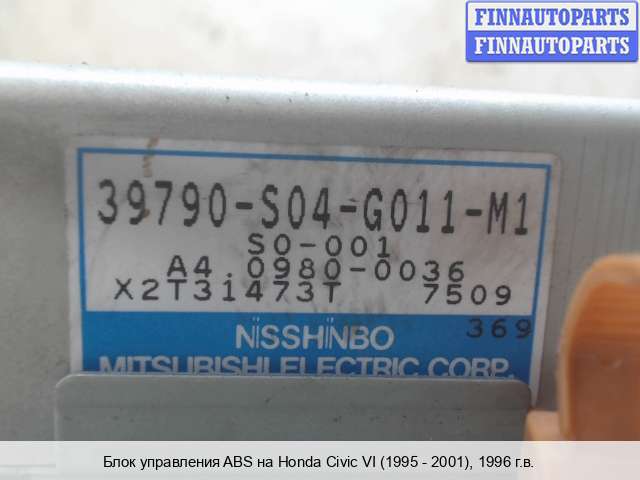 FINNAUTOPARTS
FINNAUTOPARTS
39790-S04-G011-M1
S0-001
A4.0980-0036
X2T31473T 7509
369
NISSHINBO
MITSUBISHI ELECTRIC CORP.
Блок управления ABS на Honda Civic VI (1995 - 2001), 1996 г.в.